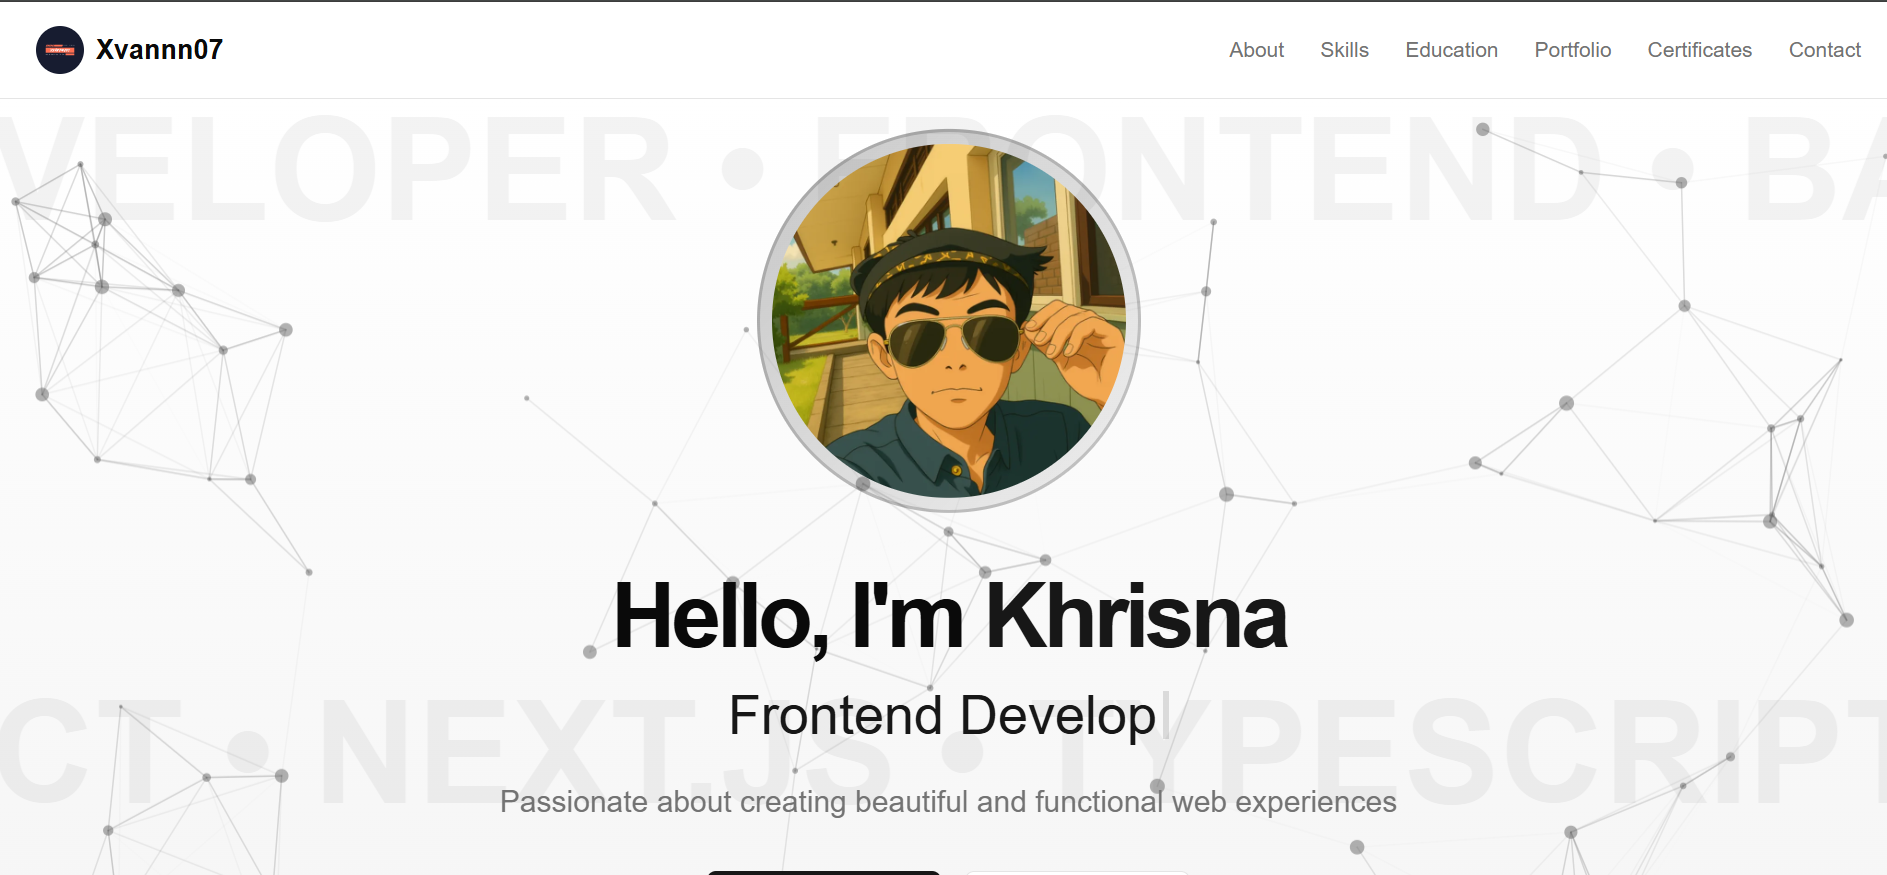 Xvannn07
About Skills Education Portfolio Certificates Contact
VELOPER • FRONTEND • BA
Hello, I'm Khrisna
Frontend Develop
CT • NEXT.JS • TYPESCRIPT
Passionate about creating beautiful and functional web experiences